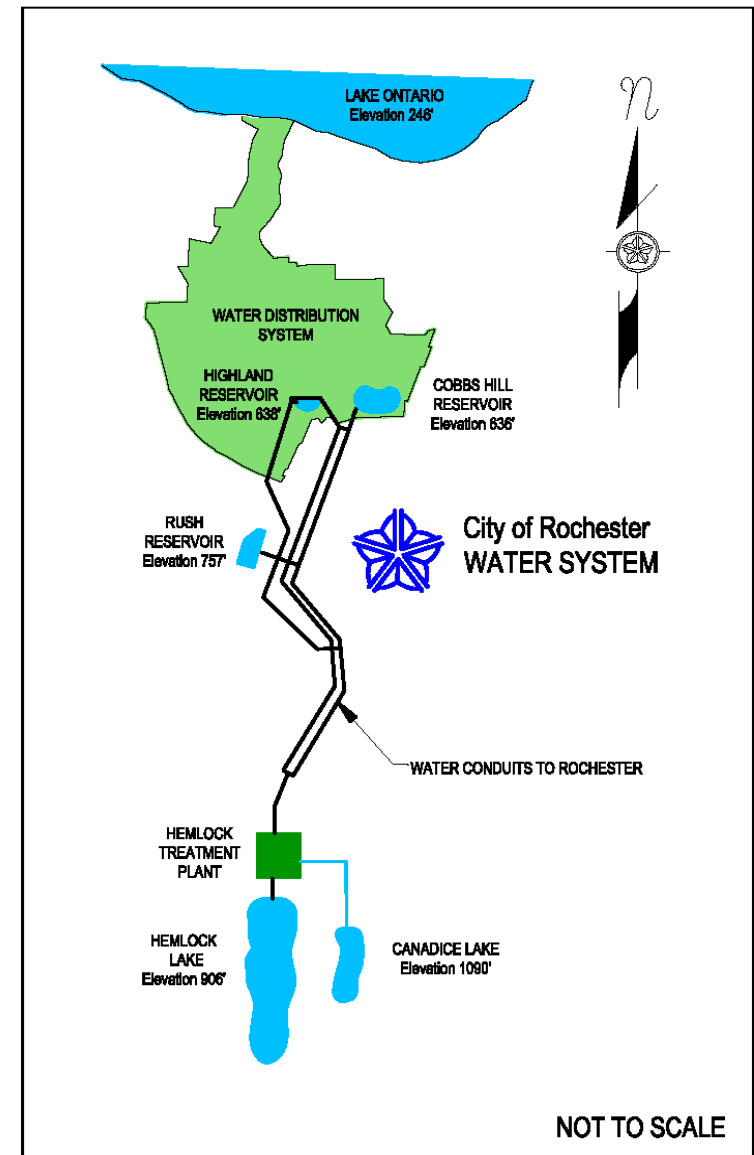 LAKE ONTARIO
Elevation 246'
n
WATER DISTRIBUTION
SYSTEM
HIGHLAND
RESERVOIR
Elevation 638'
COBBS HILL
RESERVOIR
Elevation 636'
RUSH
RESERVOIR
Elevation 757'
City of Rochester
WATER SYSTEM
WATER CONDUITS TO ROCHESTER
HEMLOCK
TREATMENT
PLANT
HEMLOCK
LAKE
Elevation 906'
CANADICE LAKE
Elevation 1090'
NOT TO SCALE